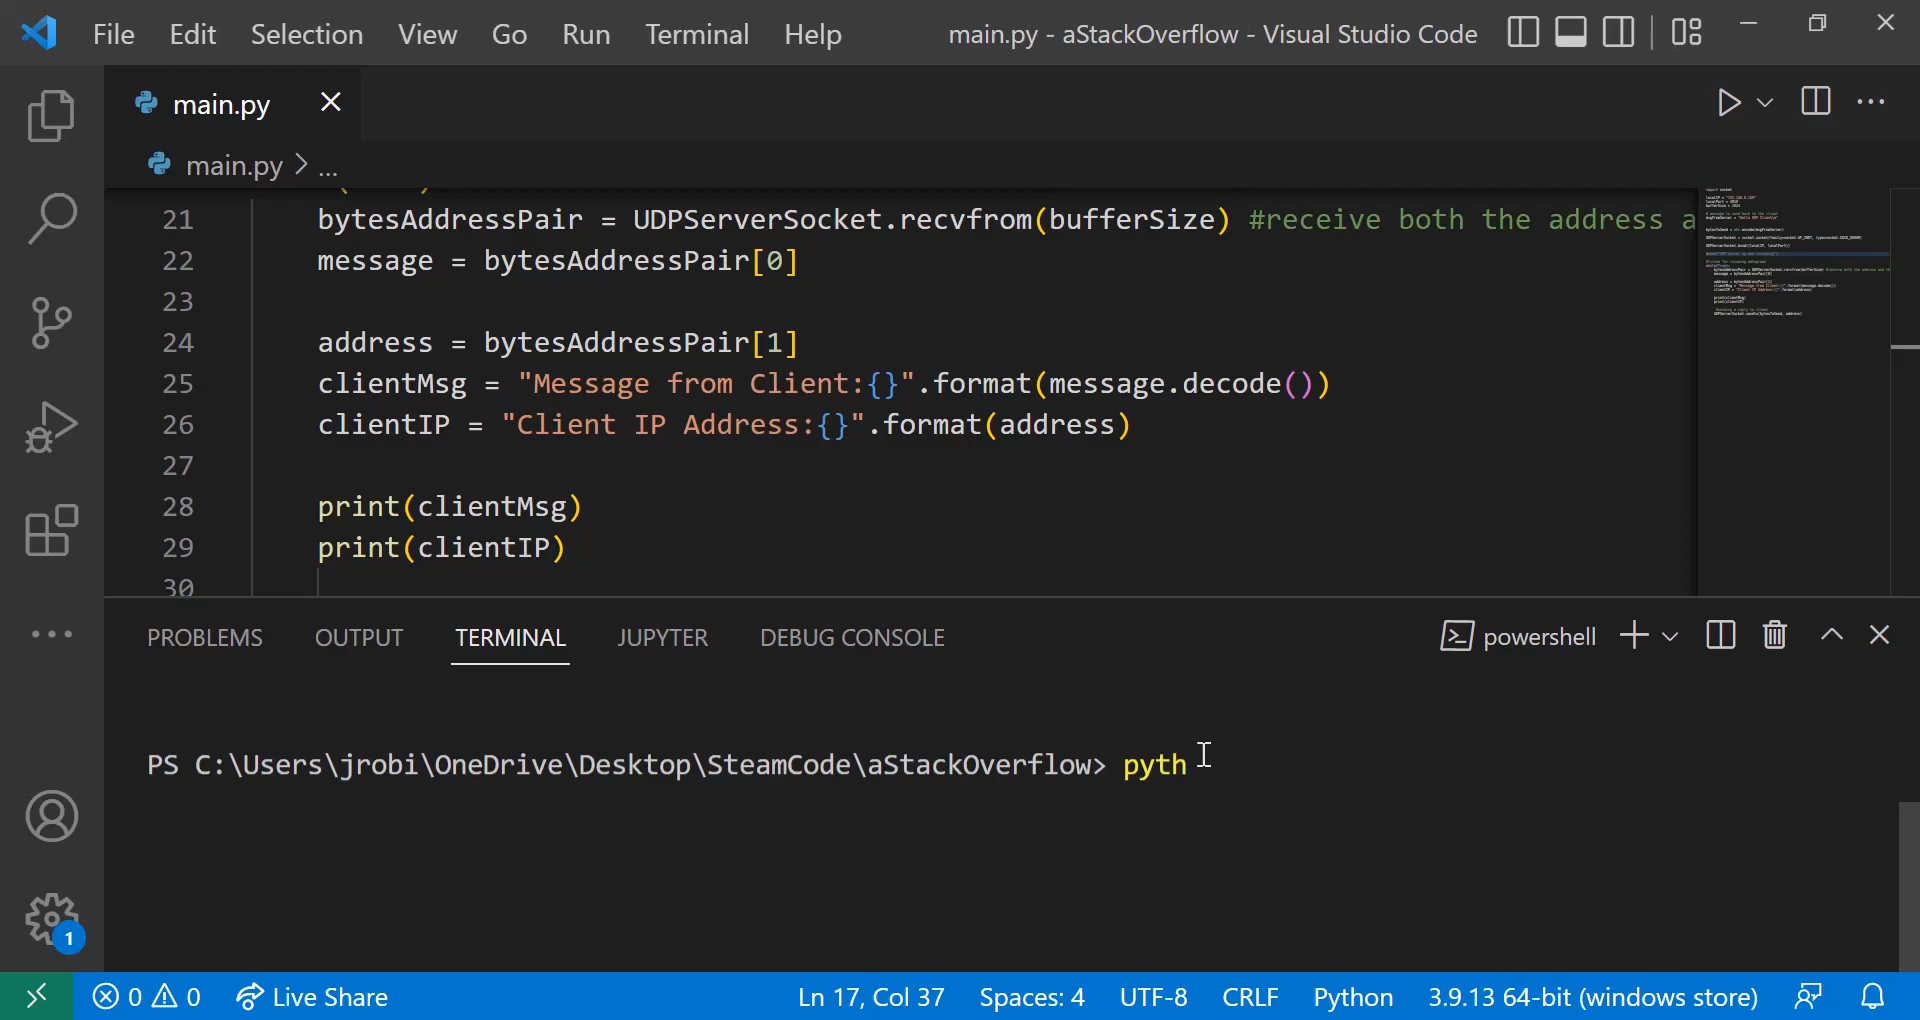 File Edit Selection View Go Run Terminal Help main.py - aStackOverflow - Visual Studio Code
main.py
main.py > ...
21 bytesAddressPair = UDPServerSocket.recvfrom(bufferSize) #receive both the address a
22 message = bytesAddressPair[0]
23
24 address = bytesAddressPair[1]
25 clientMsg = "Message from Client:{}".format(message.decode())
26 clientIP = "Client IP Address:{}".format(address)
27
28 print(clientMsg)
29 print(clientIP)
30
PROBLEMS OUTPUT TERMINAL JUPYTER DEBUG CONSOLE powershell
PS C:\Users\jrobi\OneDrive\Desktop\SteamCode\aStackOverflow> pyth
1
0 0 Live Share Ln 17, Col 37 Spaces: 4 UTF-8 CRLF Python 3.9.13 64-bit (windows store)